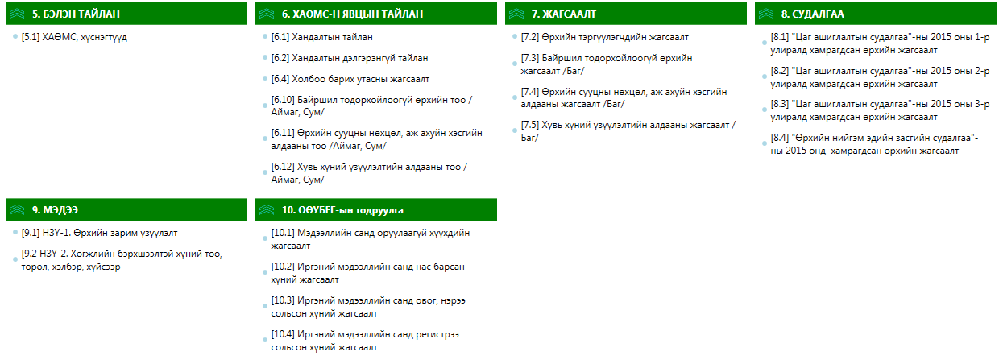 5. БЭЛЭН ТАЙЛАН
[5.1] ХАӨМС, хүснэгтүүд
6. ХАӨМС-Н ЯВЦЫН ТАЙЛАН
[6.1] Хандалтын тайлан
[6.2] Хандалтын дэлгэрэнгүй тайлан
[6.4] Холбоо барих утасны жагсаалт
[6.10] Байршил тодорхойлоогүй өрхийн тоо /
Аймаг, Сум/
[6.11] Өрхийн сууцны нөхцөл, аж ахуйн хэсгийн
алдааны тоо /Аймаг, Сум/
[6.12] Хувь хүний үзүүлэлтийн алдааны тоо /
Аймаг, Сум/
7. ЖАГСААЛТ
[7.2] Өрхийн тэргүүлэгчдийн жагсаалт
[7.3] Байршил тодорхойлоогүй өрхийн
жагсаалт /Баг/
[7.4] Өрхийн сууцны нөхцөл, аж ахуйн хэсгийн
алдааны жагсаалт /Баг/
[7.5] Хувь хүний үзүүлэлтийн алдааны жагсаалт /
Баг/
8. СУДАЛГАА
[8.1] "Цаг ашиглалтын судалгаа"-ны 2015 оны 1-р
улиралд хамрагдсан өрхийн жагсаалт
[8.2] "Цаг ашиглалтын судалгаа"-ны 2015 оны 2-р
улиралд хамрагдсан өрхийн жагсаалт
[8.3] "Цаг ашиглалтын судалгаа"-ны 2015 оны 3-р
улиралд хамрагдсан өрхийн жагсаалт
[8.4] "Өрхийн нийгэм эдийн засгийн судалгаа"-
ны 2015 онд хамрагдсан өрхийн жагсаалт
9. МЭДЭЭ
[9.1] НЗҮ-1. Өрхийн зарим үзүүлэлт
[9.2 НЗҮ-2. Хөгжлийн бэрхшээлтэй хүний тоо,
төрөл, хэлбэр, хүйсээр
10. ОӨҮБЕГ-ын тодруулга
[10.1] Мэдээллийн санд оруулаагүй хүүхдийн
жагсаалт
[10.2] Иргэний мэдээллийн санд нас барсан
хүний жагсаалт
[10.3] Иргэний мэдээллийн санд овог, нэрээ
сольсон хүний жагсаалт
[10.4] Иргэний мэдээллийн санд регистрээ
сольсон хүний жагсаалт